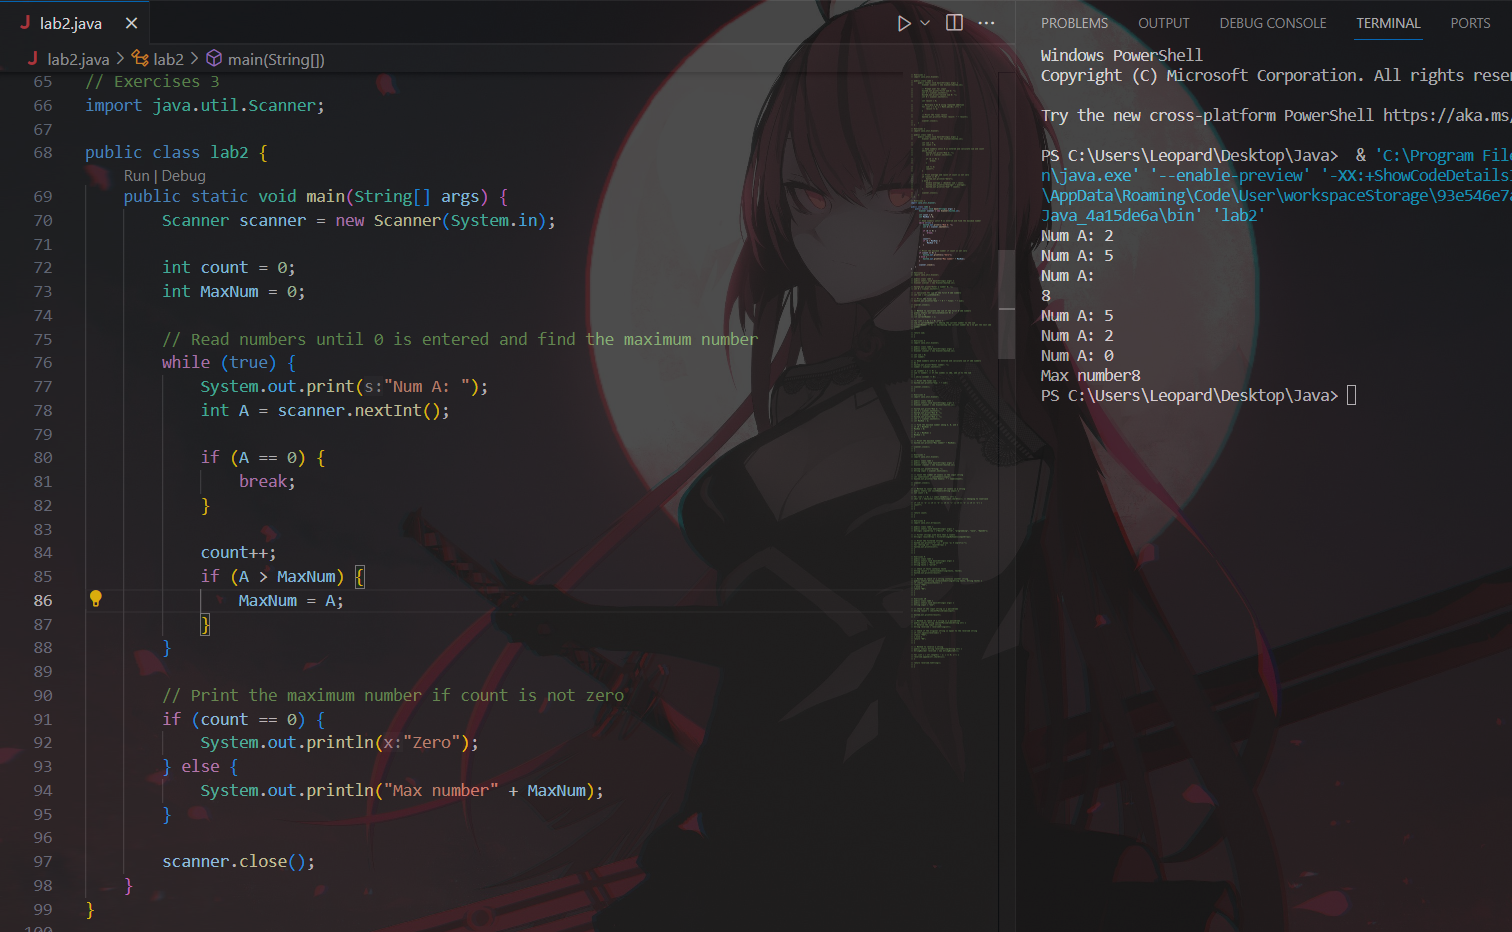 lab2.java
lab2.java > lab2 > main(String[])
65 // Exercises 3
66 import java.util.Scanner;
67
68 public class lab2 {
Run | Debug
69 public static void main(String[] args) {
70 Scanner scanner = new Scanner(System.in);
71
72 int count = 0;
73 int MaxNum = 0;
74
75 // Read numbers until 0 is entered and find the maximum number
76 while (true) {
77 System.out.print(s:"Num A: ");
78 int A = scanner.nextInt();
79
80 if (A == 0) {
81 break;
82 }
83
84 count++;
85 if (A > MaxNum) {
86 MaxNum = A;
87 }
88 }
89
90 // Print the maximum number if count is not zero
91 if (count == 0) {
92 System.out.println(x:"Zero");
93 } else {
94 System.out.println("Max number" + MaxNum);
95 }
96
97 scanner.close();
98 }
99 }
100
PROBLEMS OUTPUT DEBUG CONSOLE TERMINAL PORTS
Windows PowerShell
Copyright (C) Microsoft Corporation. All rights rese
Try the new cross-platform PowerShell https://aka.ms/
PS C:\Users\Leopard\Desktop\Java> & 'C:\Program Fil
n\java.exe' '--enable-preview' '-XX:+ShowCodeDetails
\AppData\Roaming\Code\User\workspaceStorage\93e546e7
Java_4a15de6a\bin' 'lab2'
Num A: 2
Num A: 5
Num A:
8
Num A: 5
Num A: 2
Num A: 0
Max number8
PS C:\Users\Leopard\Desktop\Java>